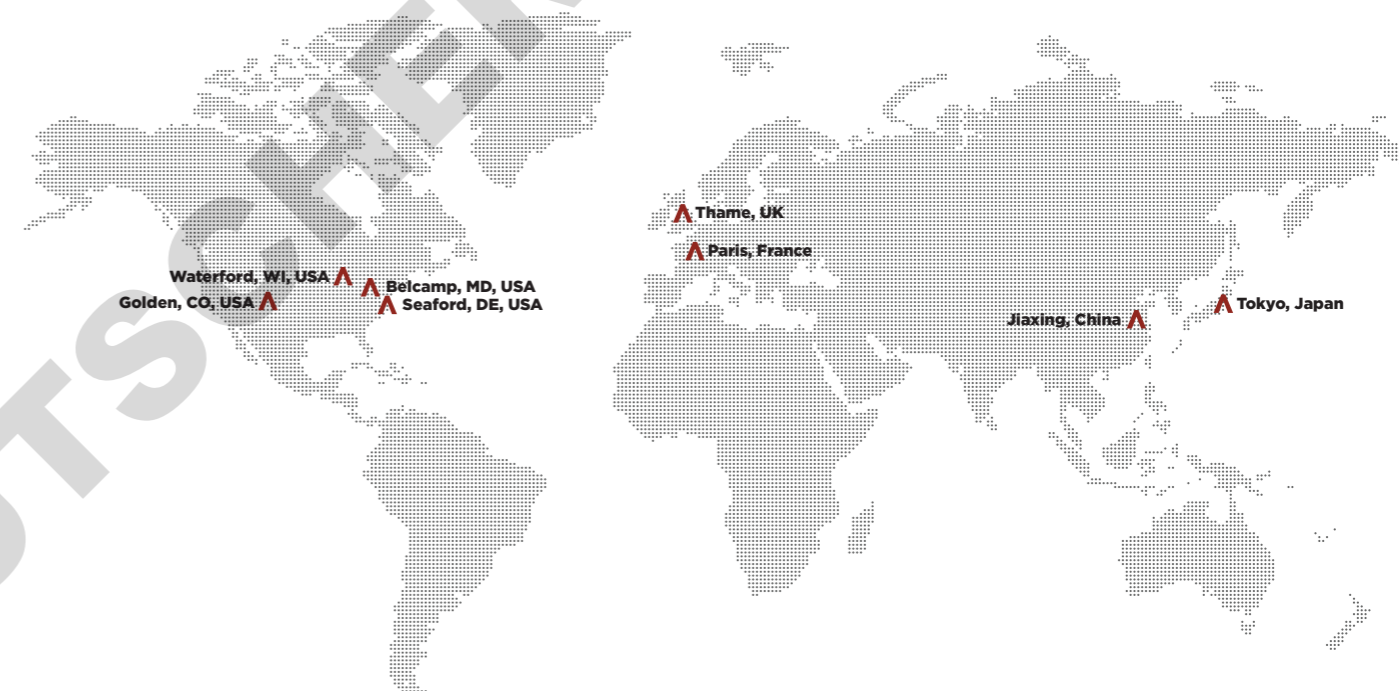 UTSCHER
Thame, UK
Paris, France
Waterford, WI, USA
Belcamp, MD, USA
Golden, CO, USA
Seaford, DE, USA
Tokyo, Japan
Jiaxing, China